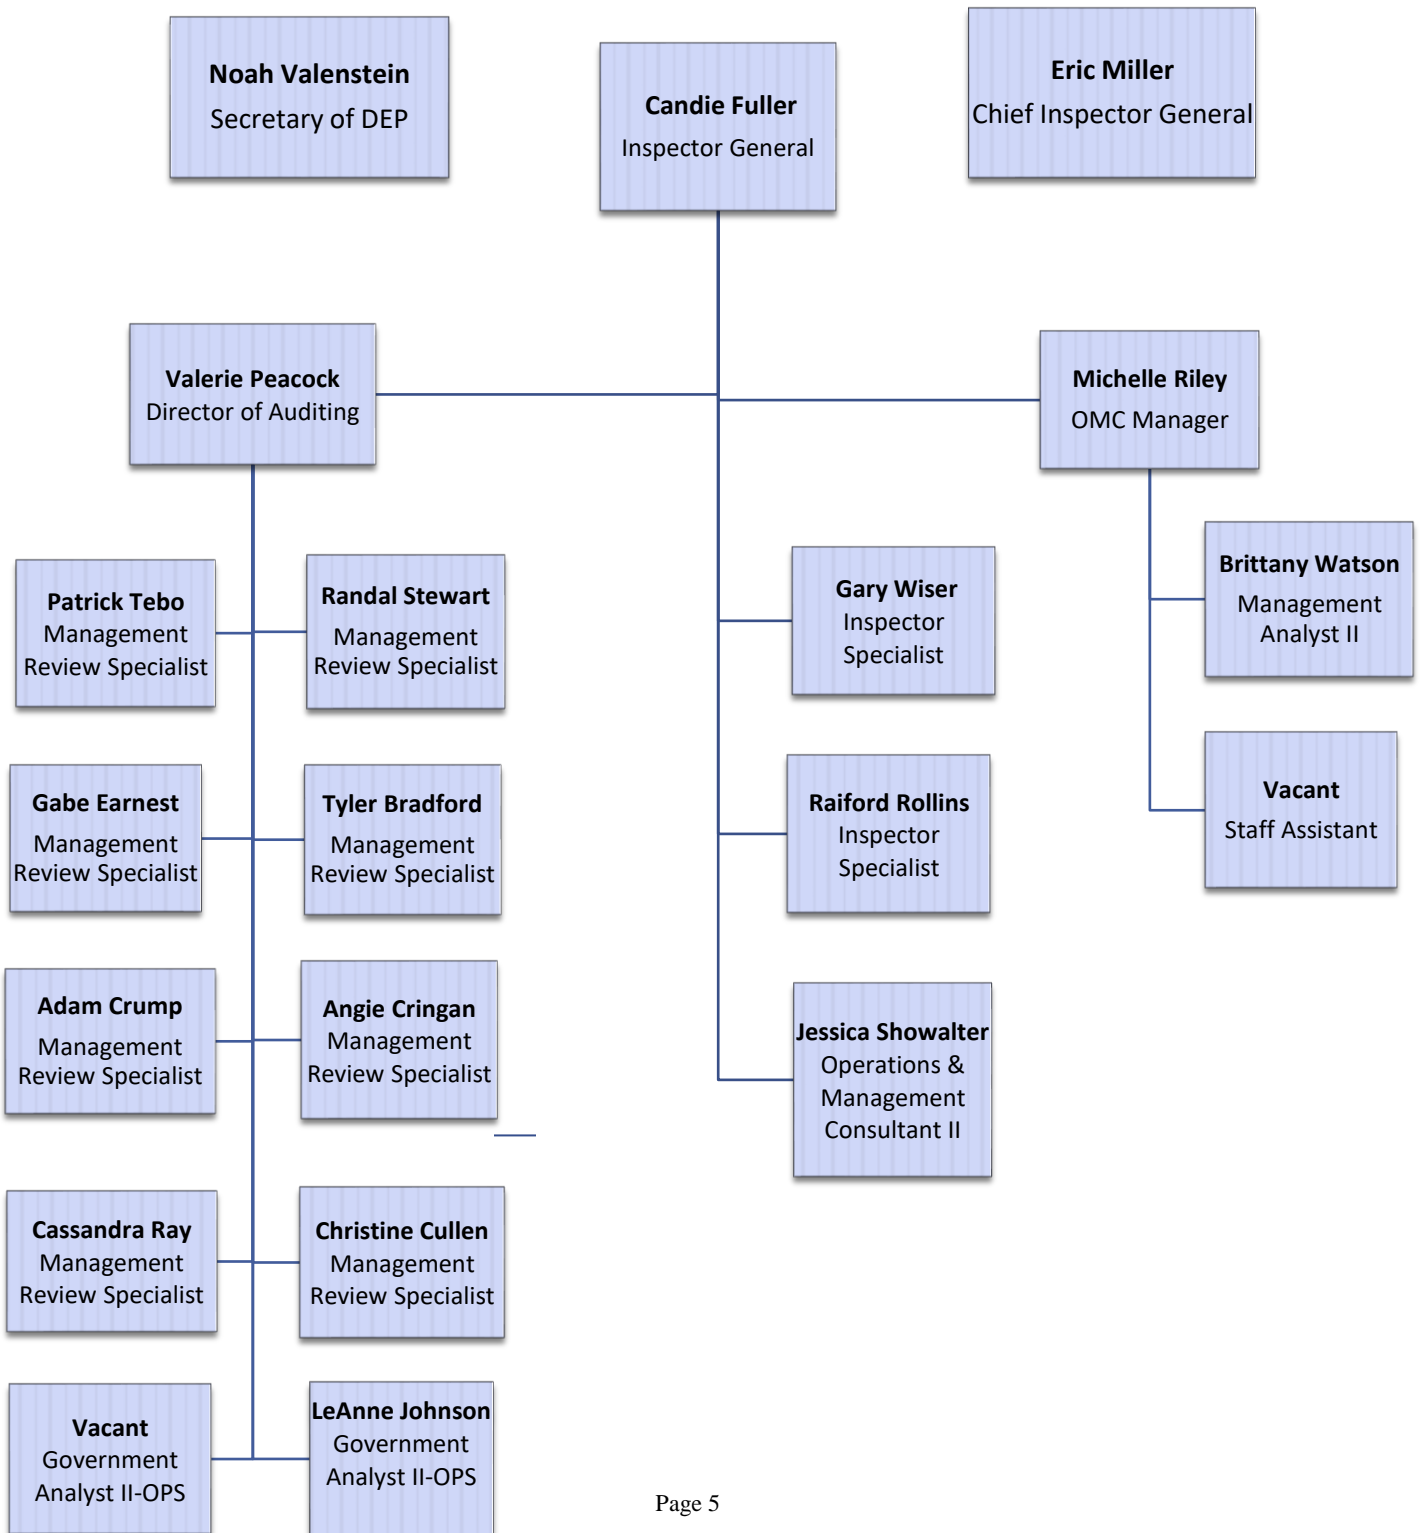 Noah Valenstein
Secretary of DEP
Candie Fuller
Inspector General
Eric Miller
Chief Inspector General
Valerie Peacock
Director of Auditing
Michelle Riley
OMC Manager
Patrick Tebo
Management
Review Specialist
Randal Stewart
Management
Review Specialist
Gary Wiser
Inspector
Specialist
Brittany Watson
Management
Analyst II
Gabe Earnest
Management
Review Specialist
Tyler Bradford
Management
Review Specialist
Raiford Rollins
Inspector
Specialist
Vacant
Staff Assistant
Adam Crump
Management
Review Specialist
Angie Cringan
Management
Review Specialist
Jessica Showalter
Operations &
Management
Consultant II
Cassandra Ray
Management
Review Specialist
Christine Cullen
Management
Review Specialist
Vacant
Government
Analyst II-OPS
LeAnne Johnson
Government
Analyst II-OPS
Page 5